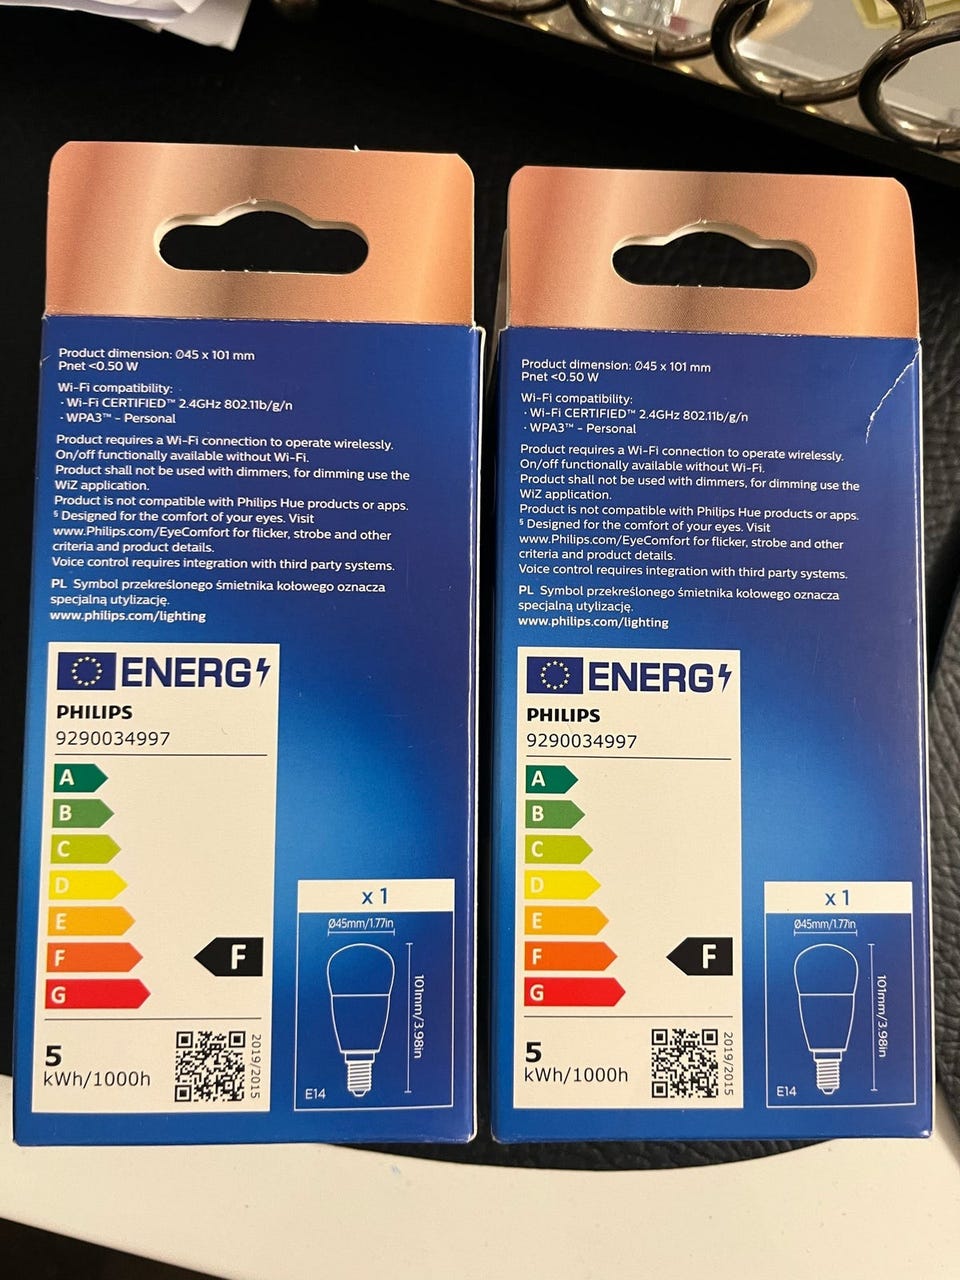 Product dimension: Ø45 x 101 mm
Pnet <0.50 W
Wi-Fi compatibility:
· Wi-Fi CERTIFIED™ 2.4GHz 802.11b/g/n
· WPA3™ – Personal
Product requires a Wi-Fi connection to operate wirelessly.
On/off functionally available without Wi-Fi.
Product shall not be used with dimmers, for dimming use the
WiZ application.
Product is not compatible with Philips Hue products or apps.
§ Designed for the comfort of your eyes. Visit
www.Philips.com/EyeComfort for flicker, strobe and other
criteria and product details.
Voice control requires integration with third party systems.
PL Symbol przekreślonego śmietnika kołowego oznacza
specjalną utylizację.
www.philips.com/lighting
ENERG
PHILIPS
9290034997
A
B
C
D
E
F
F
G
5
kWh/1000h
2019/2015
x 1
Ø45mm/1.77in
101mm/3.98in
E14
Product dimension: Ø45 x 101 mm
Pnet <0.50 W
Wi-Fi compatibility:
· Wi-Fi CERTIFIED™ 2.4GHz 802.11b/g/n
· WPA3™ – Personal
Product requires a Wi-Fi connection to operate wirelessly.
On/off functionally available without Wi-Fi.
Product shall not be used with dimmers, for dimming use the
WiZ application.
Product is not compatible with Philips Hue products or apps.
§ Designed for the comfort of your eyes. Visit
www.Philips.com/EyeComfort for flicker, strobe and other
criteria and product details.
Voice control requires integration with third party systems.
PL Symbol przekreślonego śmietnika kołowego oznacza
specjalną utylizację.
www.philips.com/lighting
ENERG
PHILIPS
9290034997
A
B
C
D
E
F
F
G
5
kWh/1000h
2019/2015
x 1
Ø45mm/1.77in
101mm/3.98in
E14